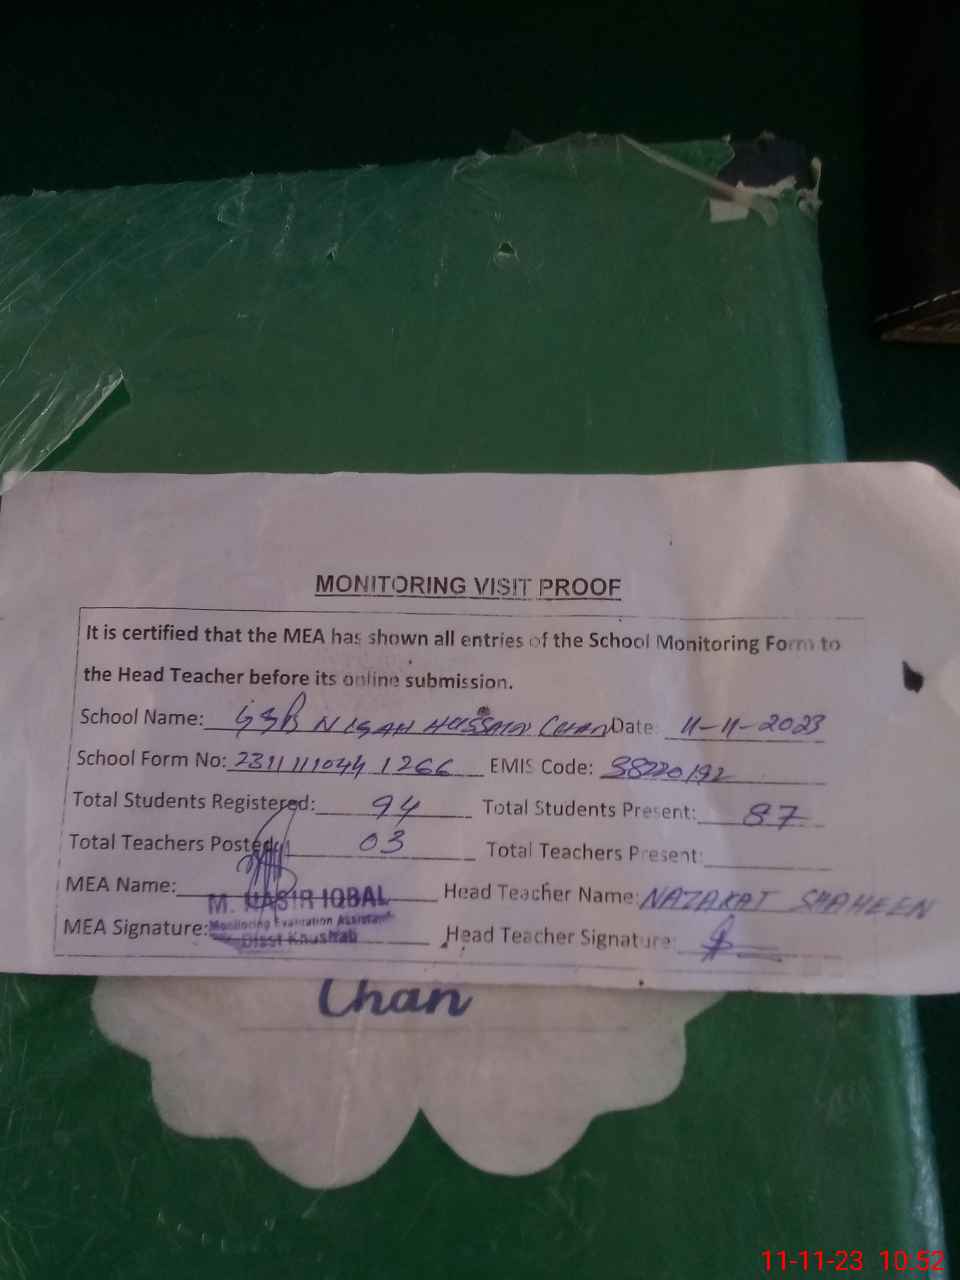 MONITORING VISIT PROOF
It is certified that the MEA has shown all entries of the School Monitoring Form to
the Head Teacher before its online submission.
School Name: NIGAH HUSSAIN CHAN Date: 11-11-2023
School Form No: 2311111044 1266 EMIS Code: 38220192
Total Students Registered: 94 Total Students Present: 87
Total Teachers Posted: 03 Total Teachers Present:
MEA Name: M. NASIR IQBAL Head Teacher Name: NAZAKAT SHAHEEN
Monitoring Evaluation Assistant
MEA Signature: Distt Khushab Head Teacher Signature:
Chan
11-11-23 10.52